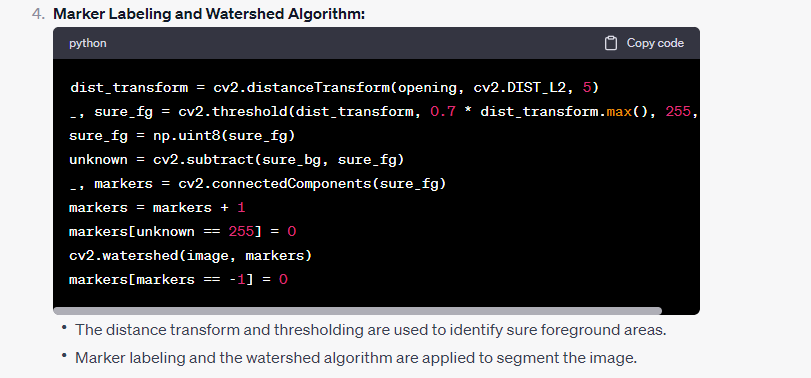 4. Marker Labeling and Watershed Algorithm:
python Copy code
dist_transform = cv2.distanceTransform(opening, cv2.DIST_L2, 5)
_, sure_fg = cv2.threshold(dist_transform, 0.7 * dist_transform.max(), 255,
sure_fg = np.uint8(sure_fg)
unknown = cv2.subtract(sure_bg, sure_fg)
_, markers = cv2.connectedComponents(sure_fg)
markers = markers + 1
markers[unknown == 255] = 0
cv2.watershed(image, markers)
markers[markers == -1] = 0
• The distance transform and thresholding are used to identify sure foreground areas.
• Marker labeling and the watershed algorithm are applied to segment the image.